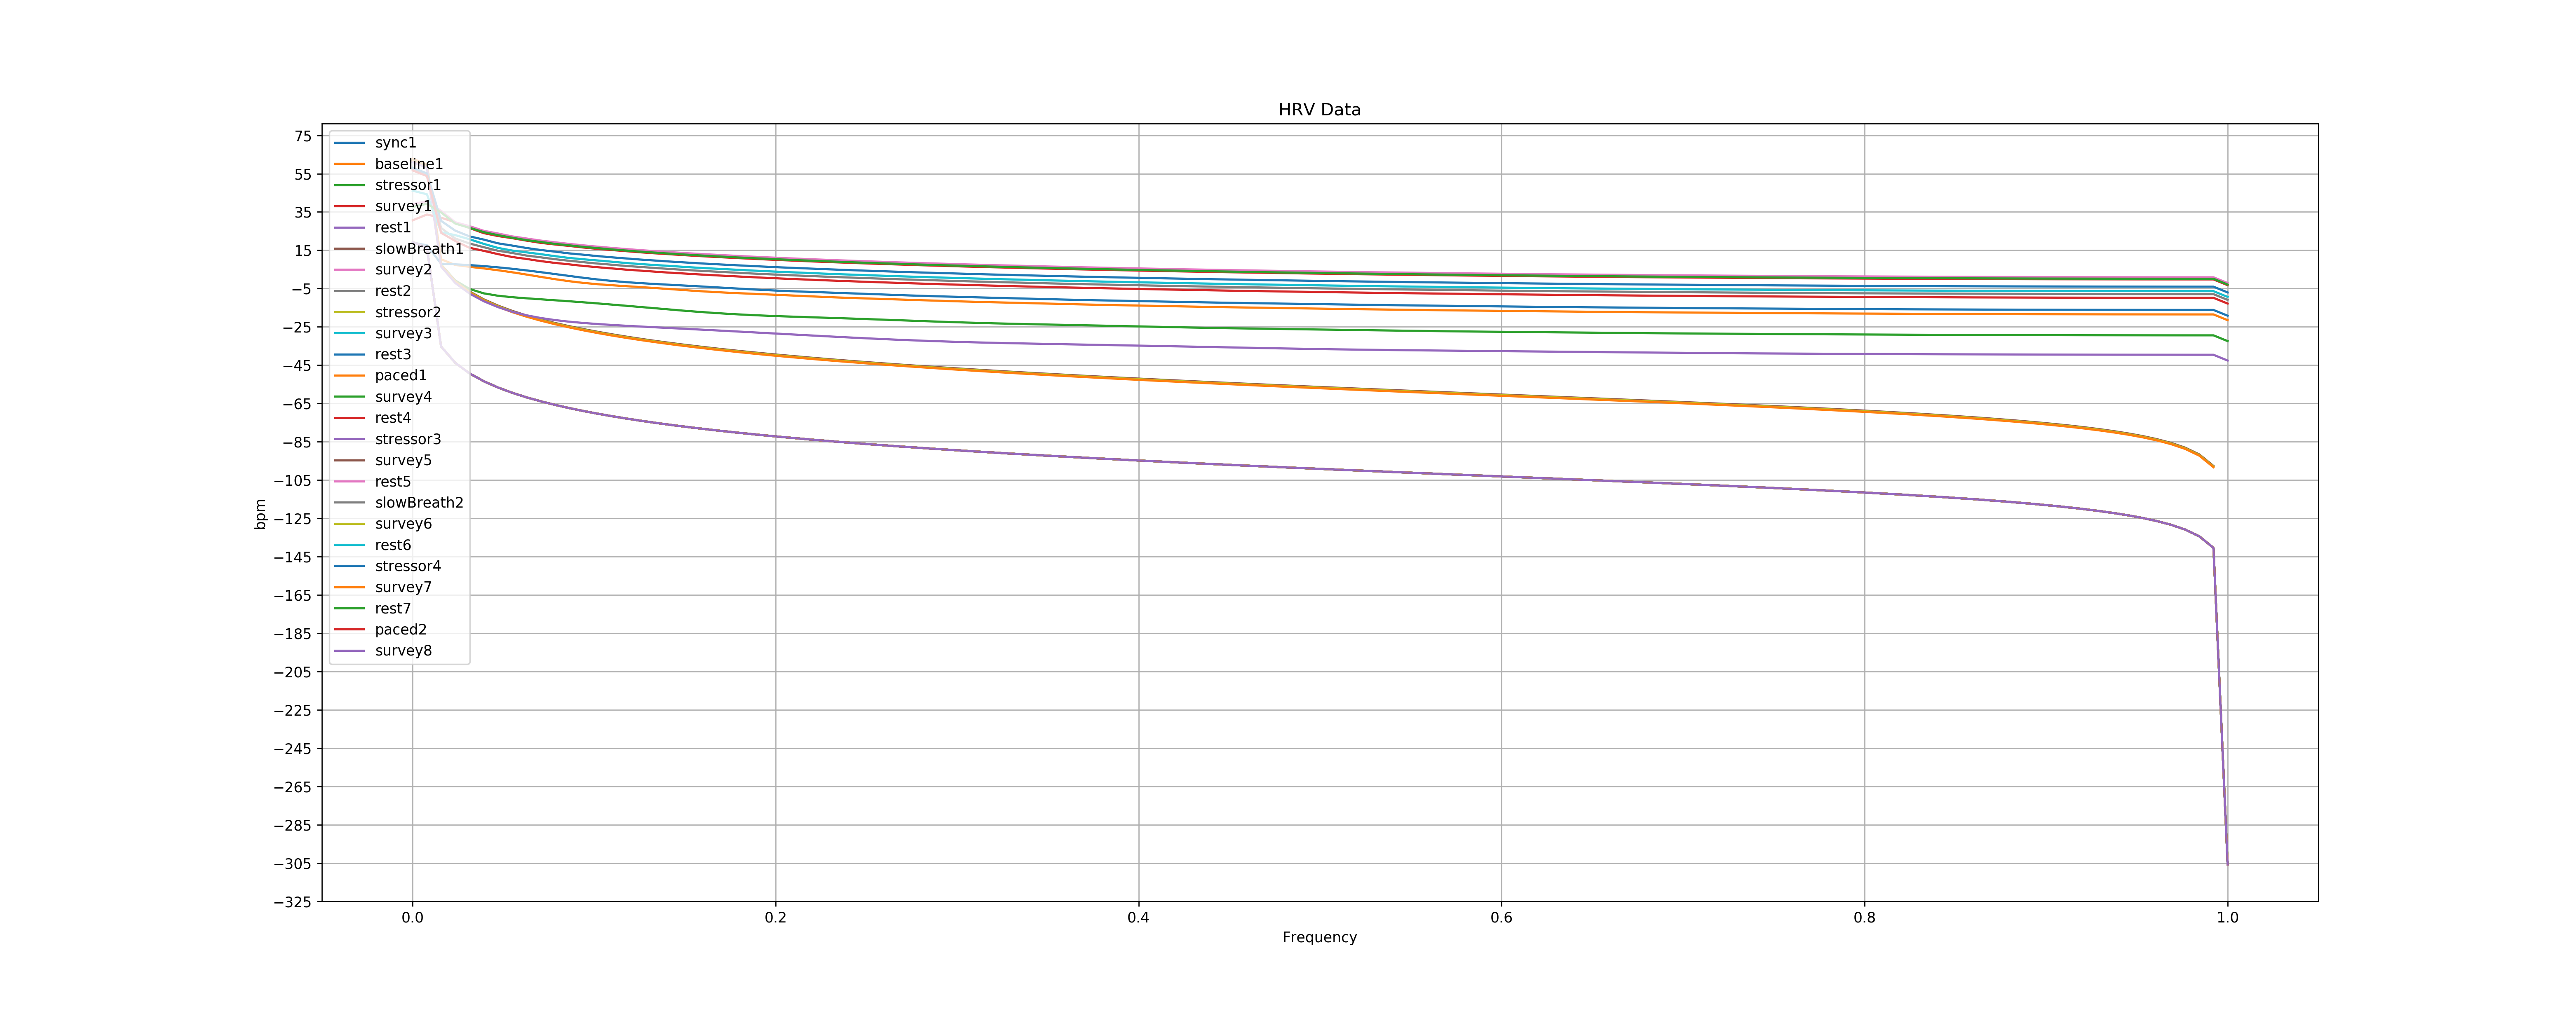 HRV Data
75
55
35
15
−5
−25
−45
−65
−85
−105
−125
−145
−165
−185
−205
−225
−245
−265
−285
−305
−325
bpm
sync1
baseline1
stressor1
survey1
rest1
slowBreath1
survey2
rest2
stressor2
survey3
rest3
paced1
survey4
rest4
stressor3
survey5
rest5
slowBreath2
survey6
rest6
stressor4
survey7
rest7
paced2
survey8
0.0 0.2 0.4 0.6 0.8 1.0
Frequency